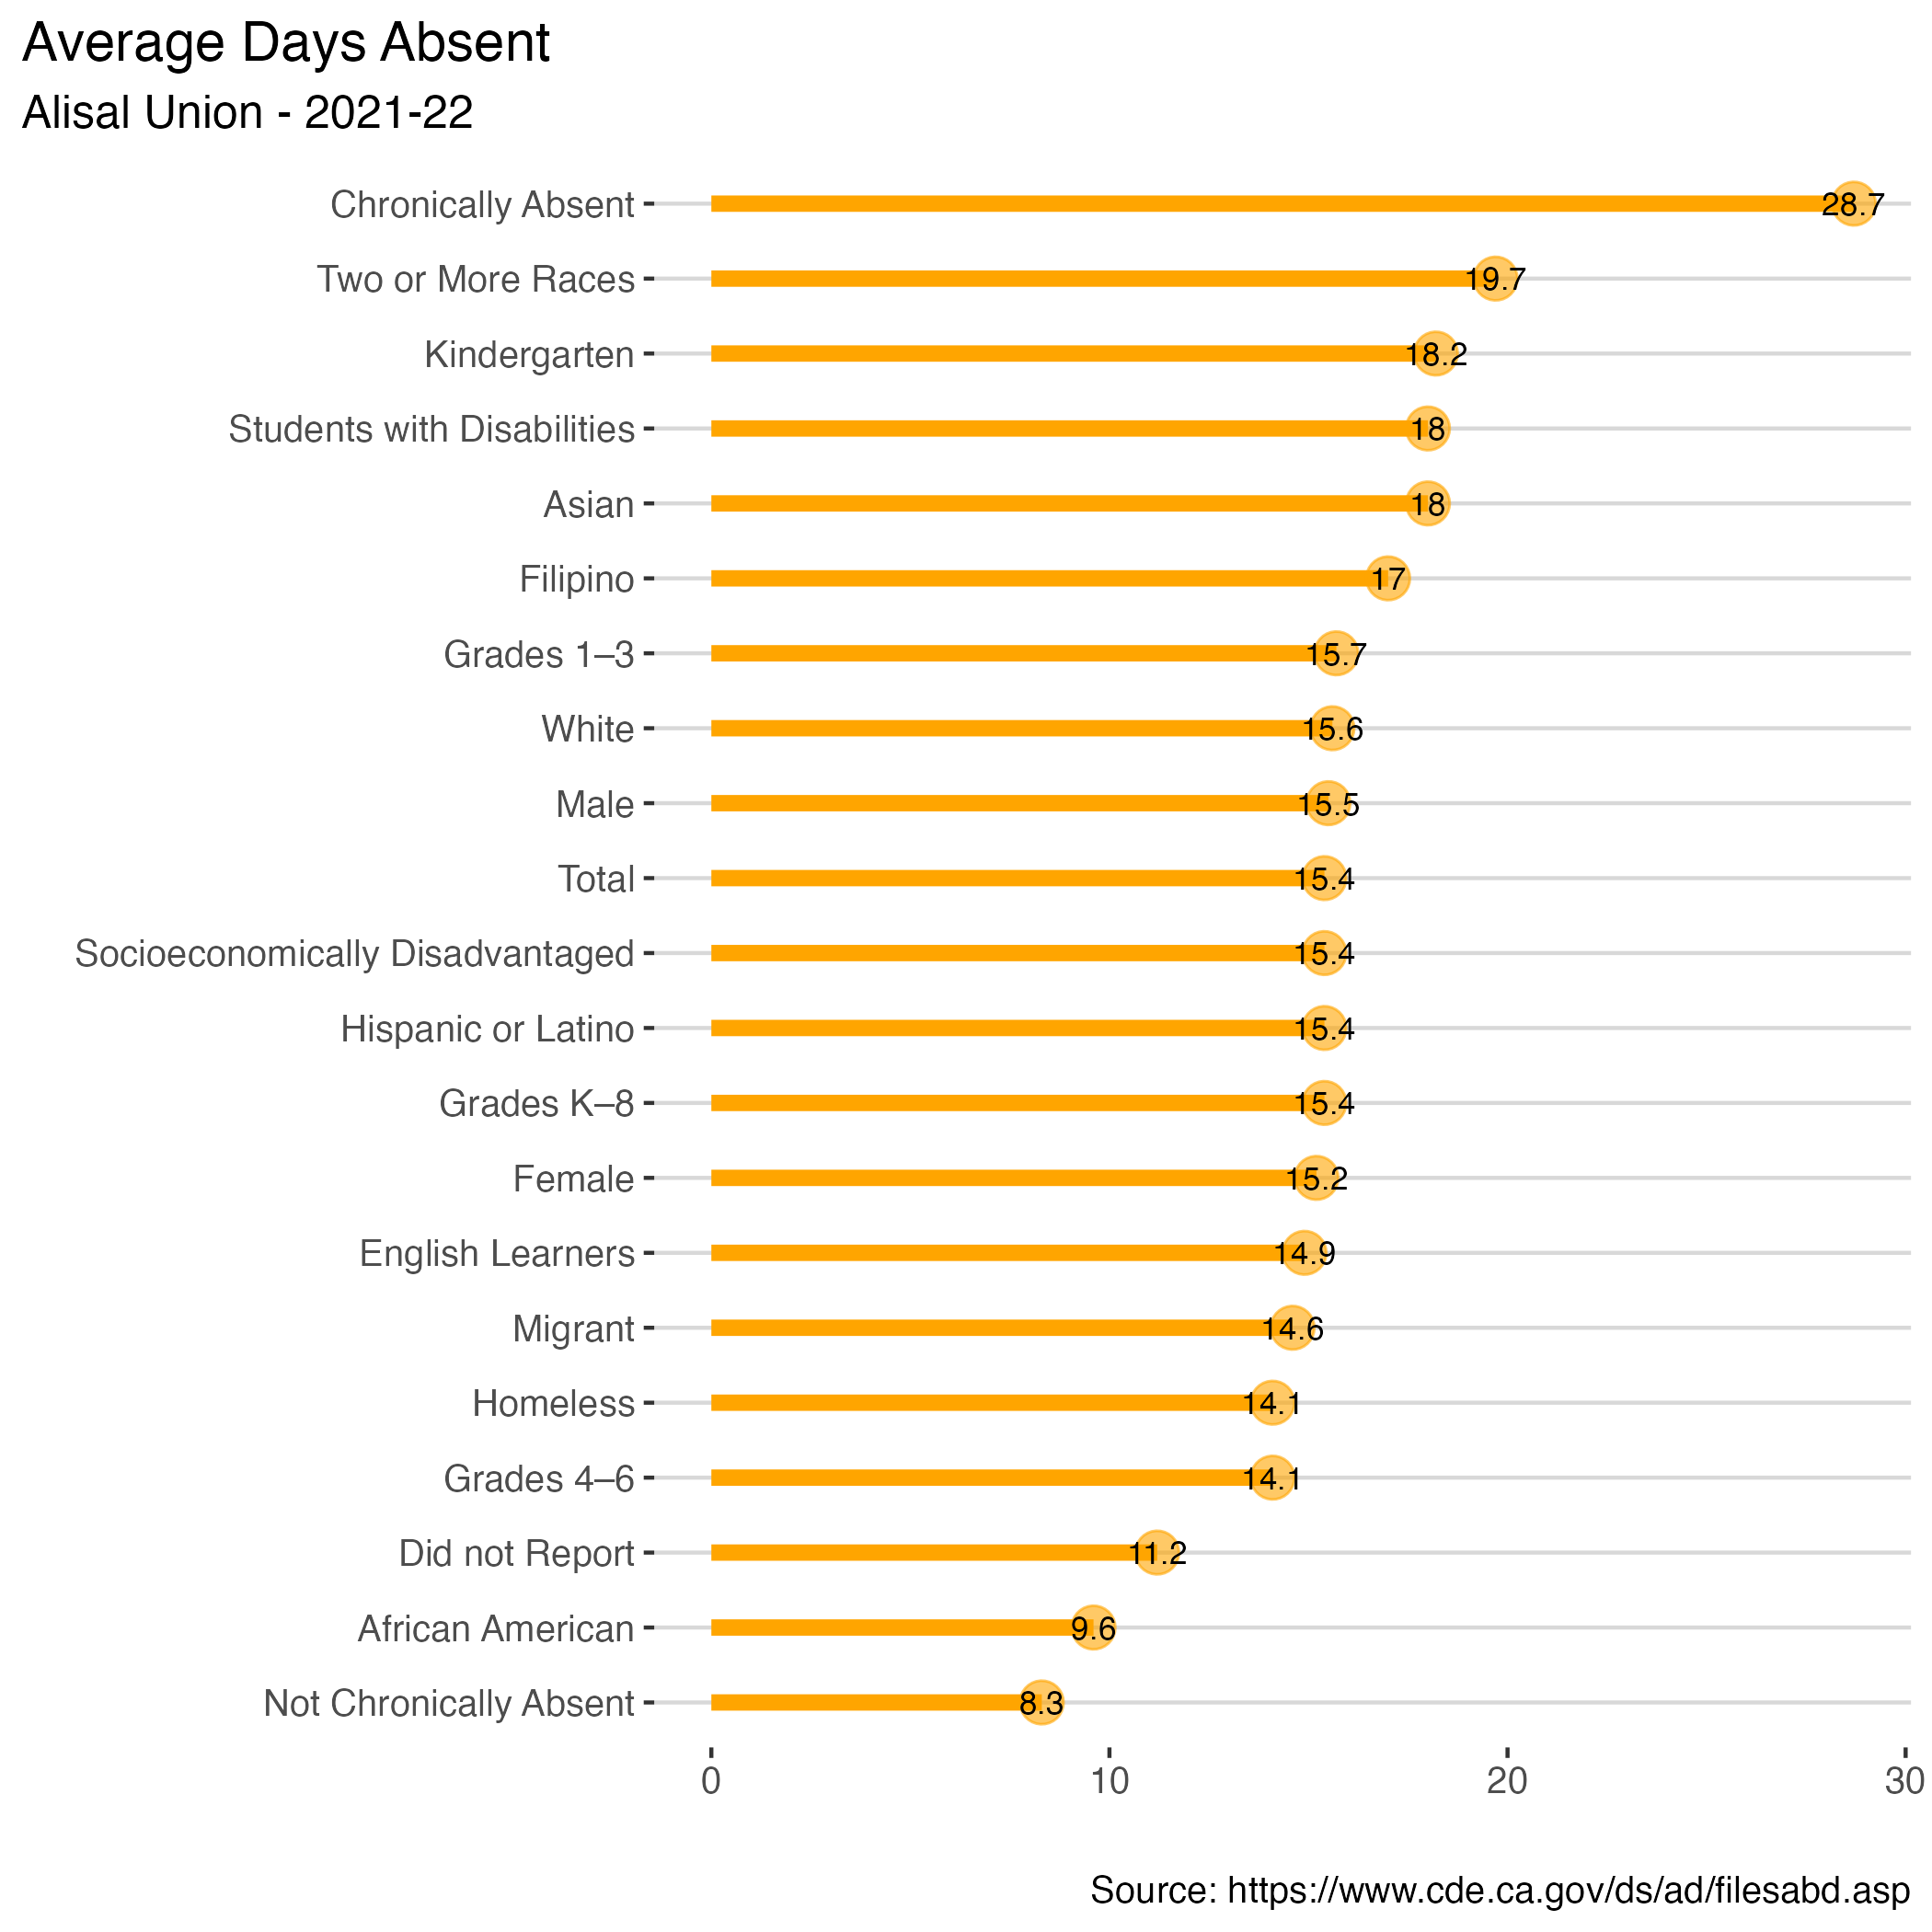 Average Days Absent
Alisal Union - 2021-22
Chronically Absent 28.7
Two or More Races 19.7
Kindergarten 18.2
Students with Disabilities 18
Asian 18
Filipino 17
Grades 1–3 15.7
White 15.6
Male 15.5
Total 15.4
Socioeconomically Disadvantaged 15.4
Hispanic or Latino 15.4
Grades K–8 15.4
Female 15.2
English Learners 14.9
Migrant 14.6
Homeless 14.1
Grades 4–6 14.1
Did not Report 11.2
African American 9.6
Not Chronically Absent 8.3
0 10 20 30
Source: https://www.cde.ca.gov/ds/ad/filesabd.asp